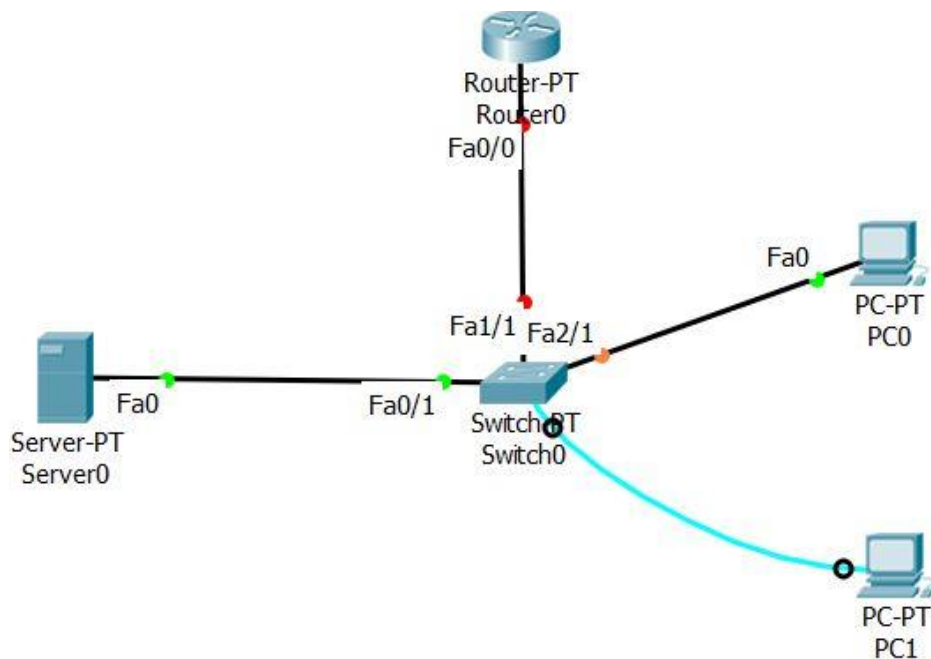 Router-PT
Router0
Fa0/0
Fa0
PC-PT
PC0
Fa1/1
Fa2/1
Fa0
Fa0/1
Switch-PT
Switch0
Server-PT
Server0
PC-PT
PC1